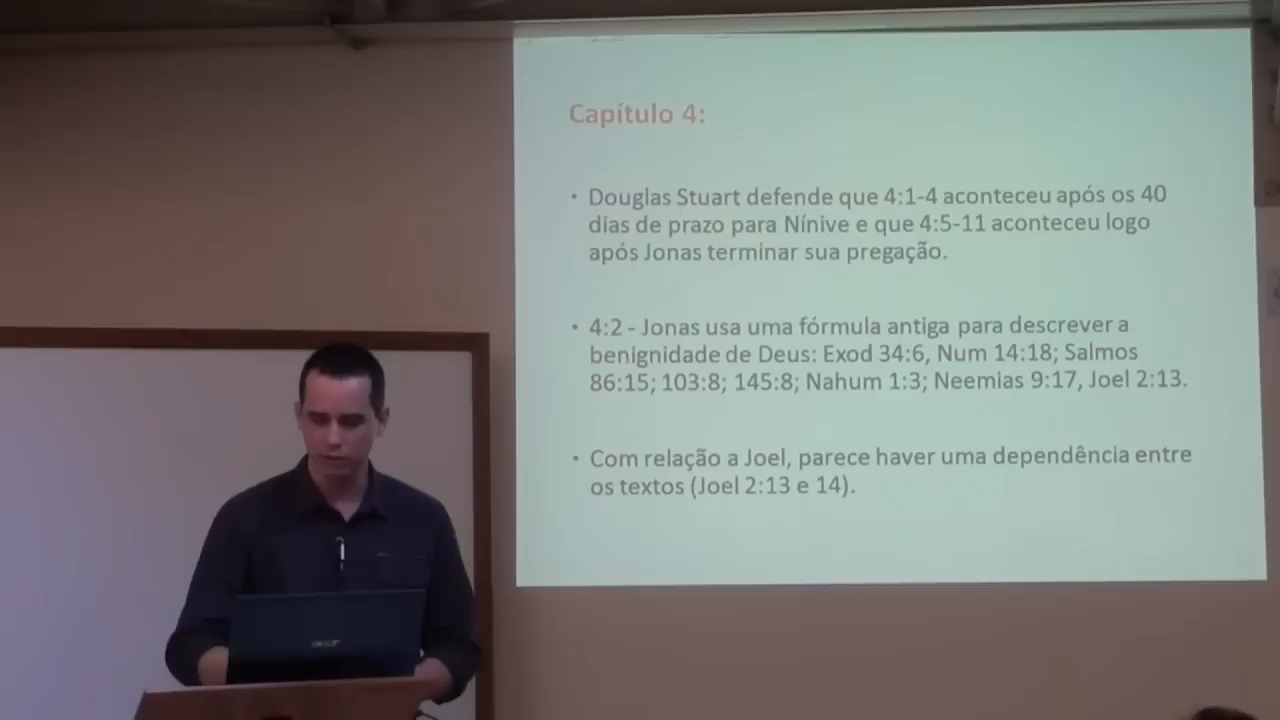 Capítulo 4:
• Douglas Stuart defende que 4:1-4 aconteceu após os 40
dias de prazo para Nínive e que 4:5-11 aconteceu logo
após Jonas terminar sua pregação.
• 4:2 - Jonas usa uma fórmula antiga para descrever a
benignidade de Deus: Exod 34:6, Num 14:18; Salmos
86:15; 103:8; 145:8; Nahum 1:3; Neemias 9:17, Joel 2:13.
• Com relação a Joel, parece haver uma dependência entre
os textos (Joel 2:13 e 14).
acer